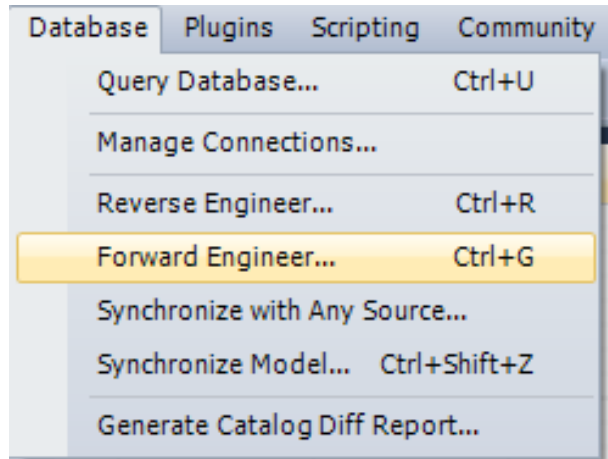 Database Plugins Scripting Community
Query Database... Ctrl+U
Manage Connections...
Reverse Engineer... Ctrl+R
Forward Engineer... Ctrl+G
Synchronize with Any Source...
Synchronize Model... Ctrl+Shift+Z
Generate Catalog Diff Report...